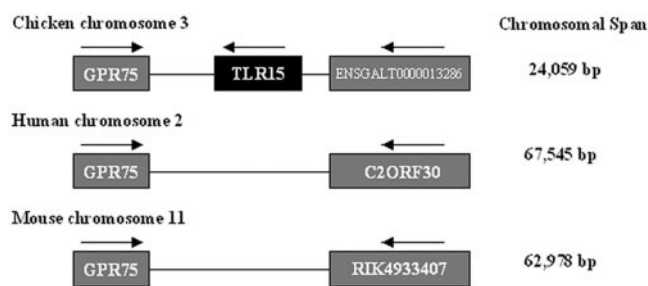 Chicken chromosome 3
Chromosomal Span
GPR75
TLR15
ENSGALT0000013286
24,059 bp
Human chromosome 2
GPR75
C2ORF30
67,545 bp
Mouse chromosome 11
GPR75
RIK4933407
62,978 bp